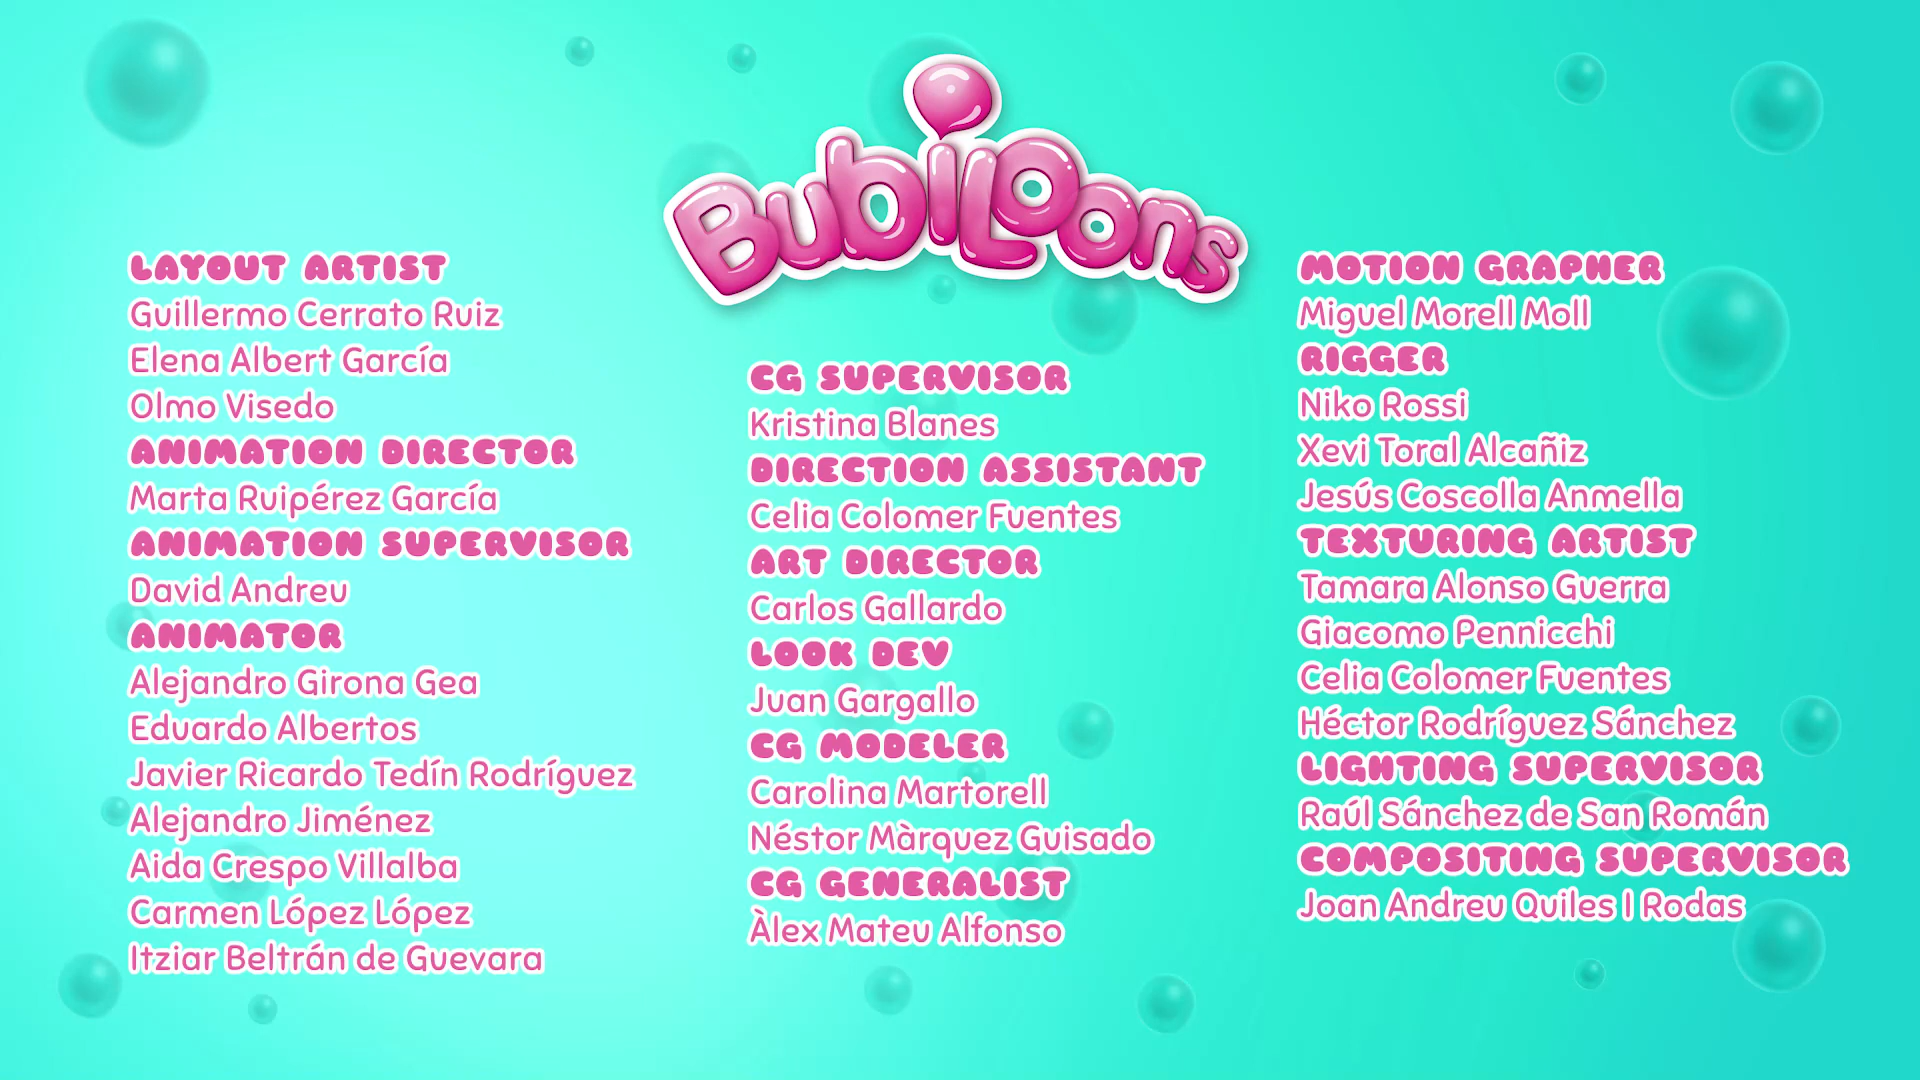 Bubiloons
LAYOUT ARTIST
Guillermo Cerrato Ruiz
Elena Albert García
Olmo Visedo
ANIMATION DIRECTOR
Marta Ruipérez García
ANIMATION SUPERVISOR
David Andreu
ANIMATOR
Alejandro Girona Gea
Eduardo Albertos
Javier Ricardo Tedín Rodríguez
Alejandro Jiménez
Aida Crespo Villalba
Carmen López López
Itziar Beltrán de Guevara
CG SUPERVISOR
Kristina Blanes
DIRECTION ASSISTANT
Celia Colomer Fuentes
ART DIRECTOR
Carlos Gallardo
LOOK DEV
Juan Gargallo
CG MODELER
Carolina Martorell
Néstor Màrquez Guisado
CG GENERALIST
Àlex Mateu Alfonso
MOTION GRAPHER
Miguel Morell Moll
RIGGER
Niko Rossi
Xevi Toral Alcañiz
Jesús Coscolla Anmella
TEXTURING ARTIST
Tamara Alonso Guerra
Giacomo Pennicchi
Celia Colomer Fuentes
Héctor Rodríguez Sánchez
LIGHTING SUPERVISOR
Raúl Sánchez de San Román
COMPOSITING SUPERVISOR
Joan Andreu Quiles I Rodas